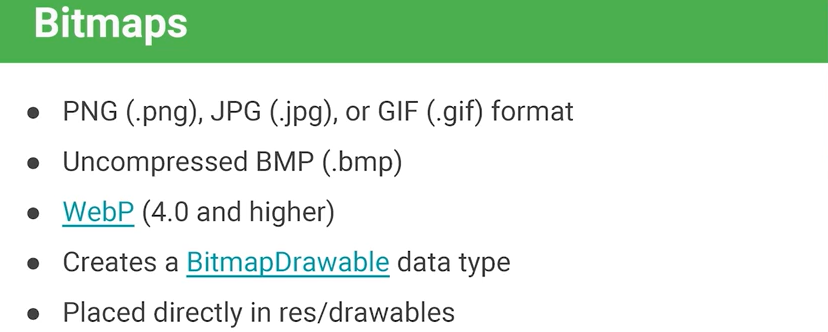 Bitmaps
● PNG (.png), JPG (.jpg), or GIF (.gif) format
● Uncompressed BMP (.bmp)
● WebP (4.0 and higher)
● Creates a BitmapDrawable data type
● Placed directly in res/drawables